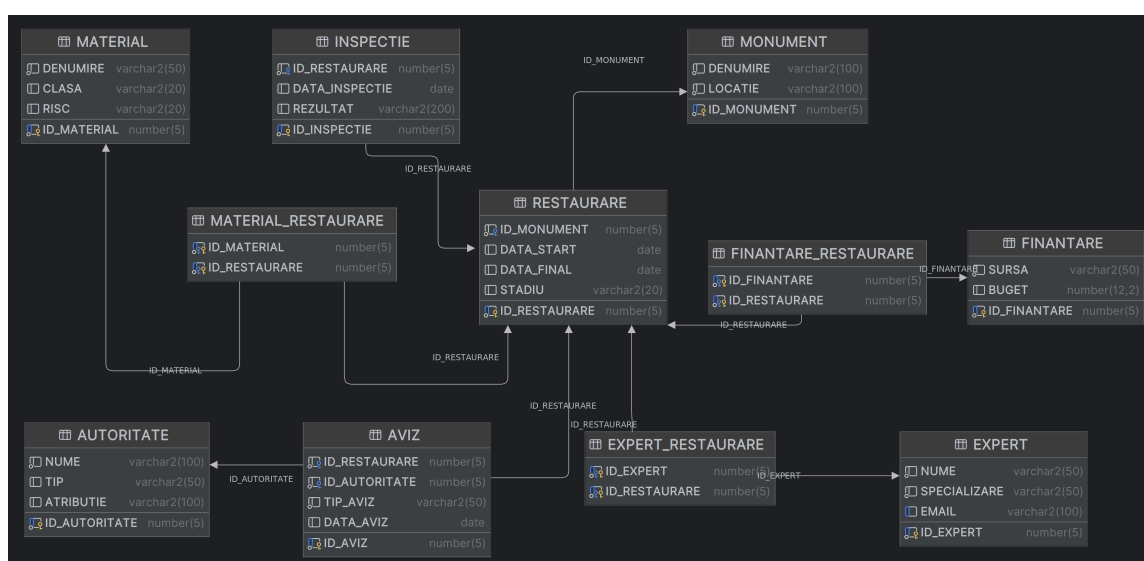 MATERIAL
DENUMIRE varchar2(50)
CLASA varchar2(20)
RISC varchar2(20)
ID_MATERIAL number(5)
INSPECTIE
ID_RESTAURARE number(5)
DATA_INSPECTIE date
REZULTAT varchar2(200)
ID_INSPECTIE number(5)
MONUMENT
DENUMIRE varchar2(100)
LOCATIE varchar2(100)
ID_MONUMENT number(5)
ID_MONUMENT
ID_RESTAURARE
MATERIAL_RESTAURARE
ID_MATERIAL number(5)
ID_RESTAURARE number(5)
RESTAURARE
ID_MONUMENT number(5)
DATA_START date
DATA_FINAL date
STADIU varchar2(20)
ID_RESTAURARE number(5)
FINANTARE_RESTAURARE
ID_FINANTARE number(5)
ID_RESTAURARE number(5)
ID_FINANTARE
FINANTARE
SURSA varchar2(50)
BUGET number(12,2)
ID_FINANTARE number(5)
ID_RESTAURARE
ID_RESTAURARE
ID_MATERIAL
ID_RESTAURARE
ID_RESTAURARE
AUTORITATE
NUME varchar2(100)
TIP varchar2(50)
ATRIBUTIE varchar2(100)
ID_AUTORITATE number(5)
ID_AUTORITATE
AVIZ
ID_RESTAURARE number(5)
ID_AUTORITATE number(5)
TIP_AVIZ varchar2(50)
DATA_AVIZ date
ID_AVIZ number(5)
EXPERT_RESTAURARE
ID_EXPERT number(5)
ID_RESTAURARE number(5)
ID_EXPERT
EXPERT
NUME varchar2(50)
SPECIALIZARE varchar2(50)
EMAIL varchar2(100)
ID_EXPERT number(5)